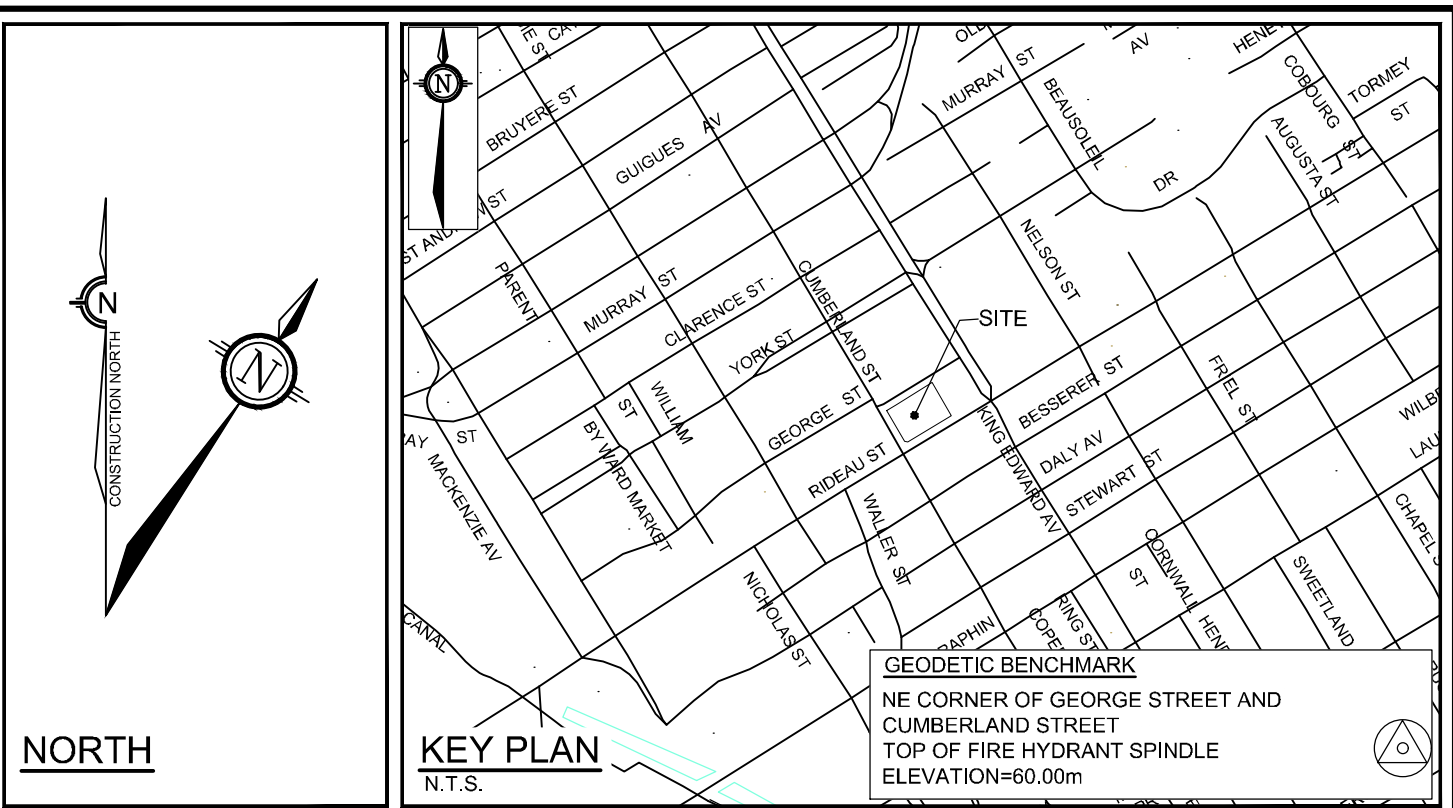 N
CONSTRUCTION NORTH
N
NORTH
N
BRUYERE ST
GUIGUES AV
MURRAY ST
BEAUSOLEIL
AV
COBOURG ST
TORMEY ST
AUGUSTA ST
DR
PARENT
MURRAY ST
CLARENCE ST
CUMBERLAND ST
NELSON ST
YORK ST
SITE
WILLIAM
ST
BY WARD MARKET
GEORGE ST
BESSERER ST
FRIEL ST
ST
MACKENZIE AV
RIDEAU ST
KING EDWARD AV
DALY AV
STEWART ST
WALLER ST
NICHOLAS ST
CORNWALL
ST
SWEETLAND
CHAPEL
CANAL
KEY PLAN
N.T.S.
GEODETIC BENCHMARK
NE CORNER OF GEORGE STREET AND
CUMBERLAND STREET
TOP OF FIRE HYDRANT SPINDLE
ELEVATION=60.00m